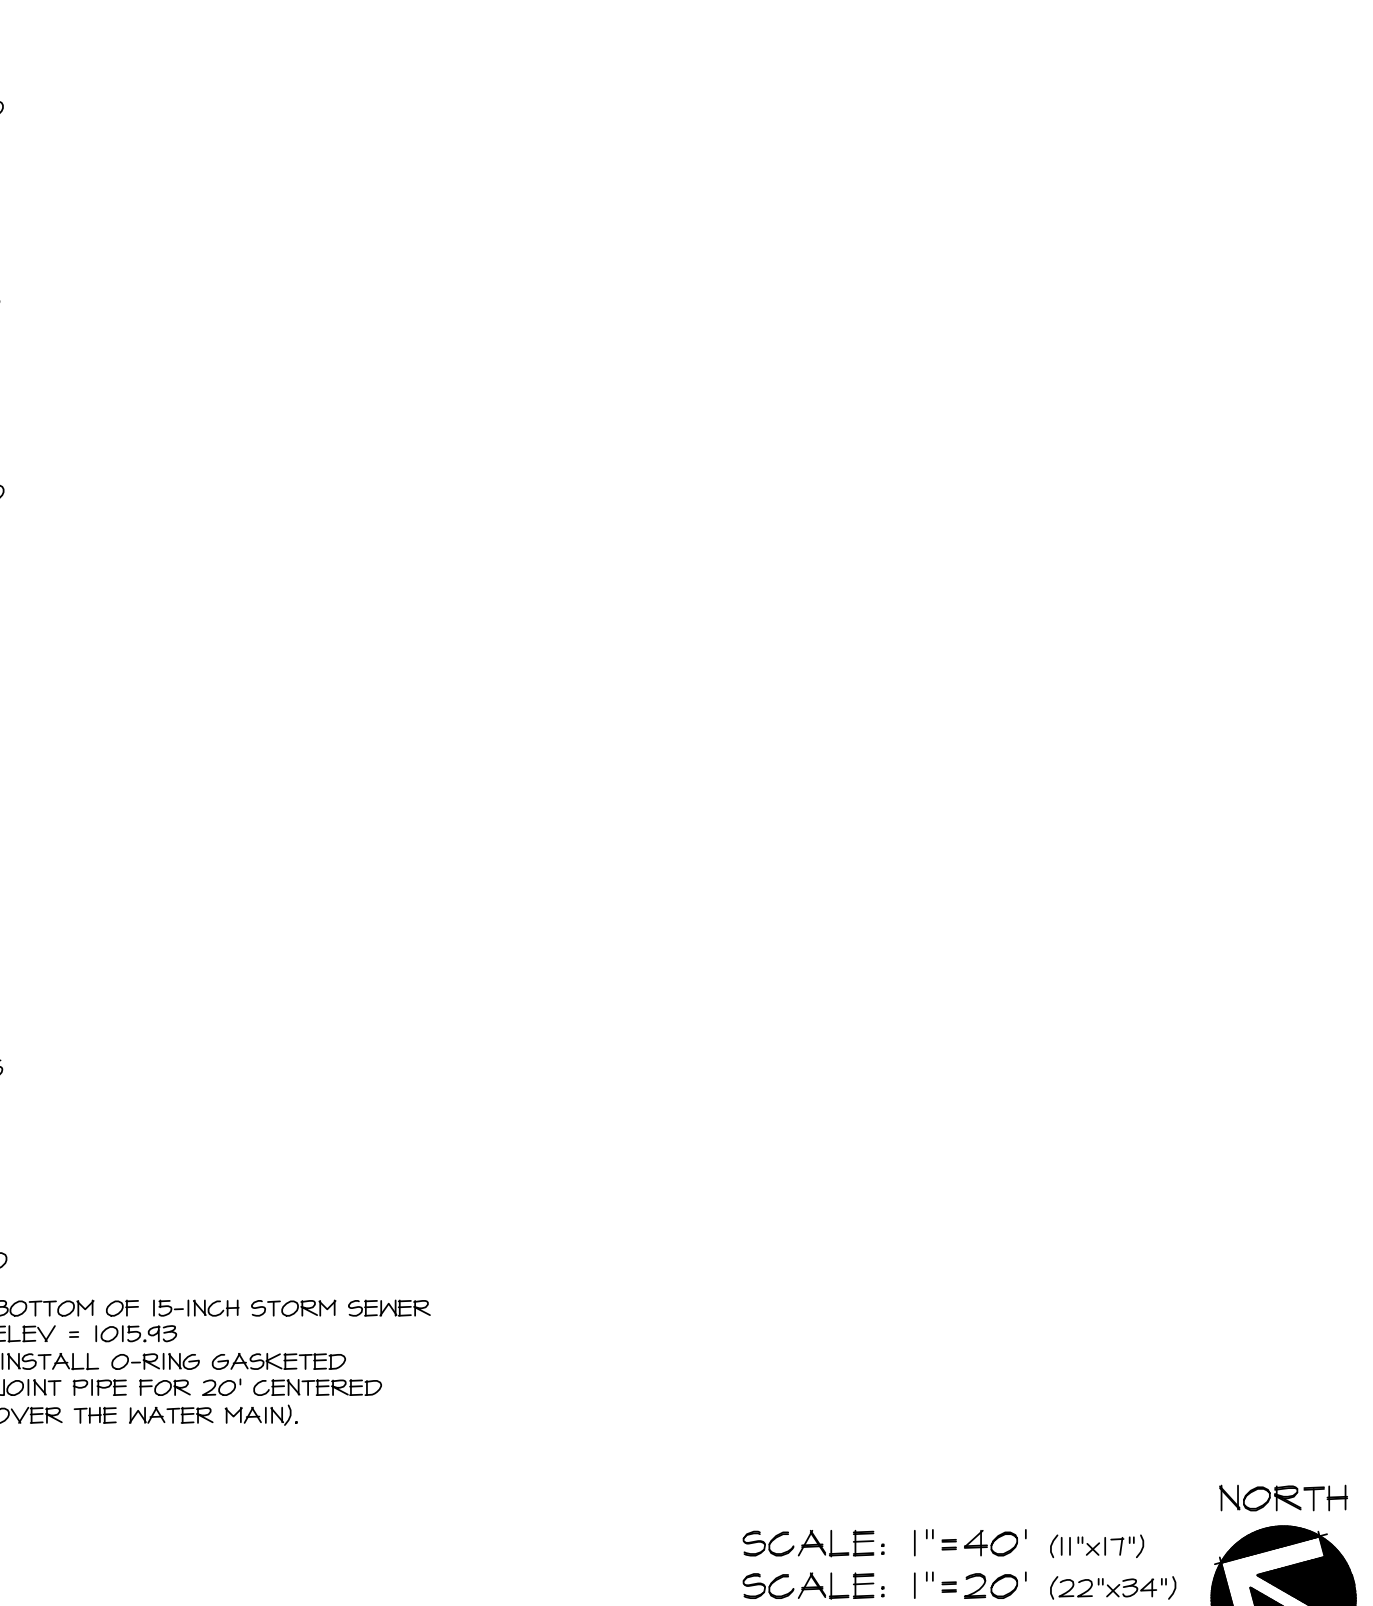 BOTTOM OF 15-INCH STORM SEWER
ELEV = 1015.93
INSTALL O-RING GASKETED
JOINT PIPE FOR 20' CENTERED
OVER THE WATER MAIN).
NORTH
SCALE: 1"=40' (11"x17")
SCALE: 1"=20' (22"x34")